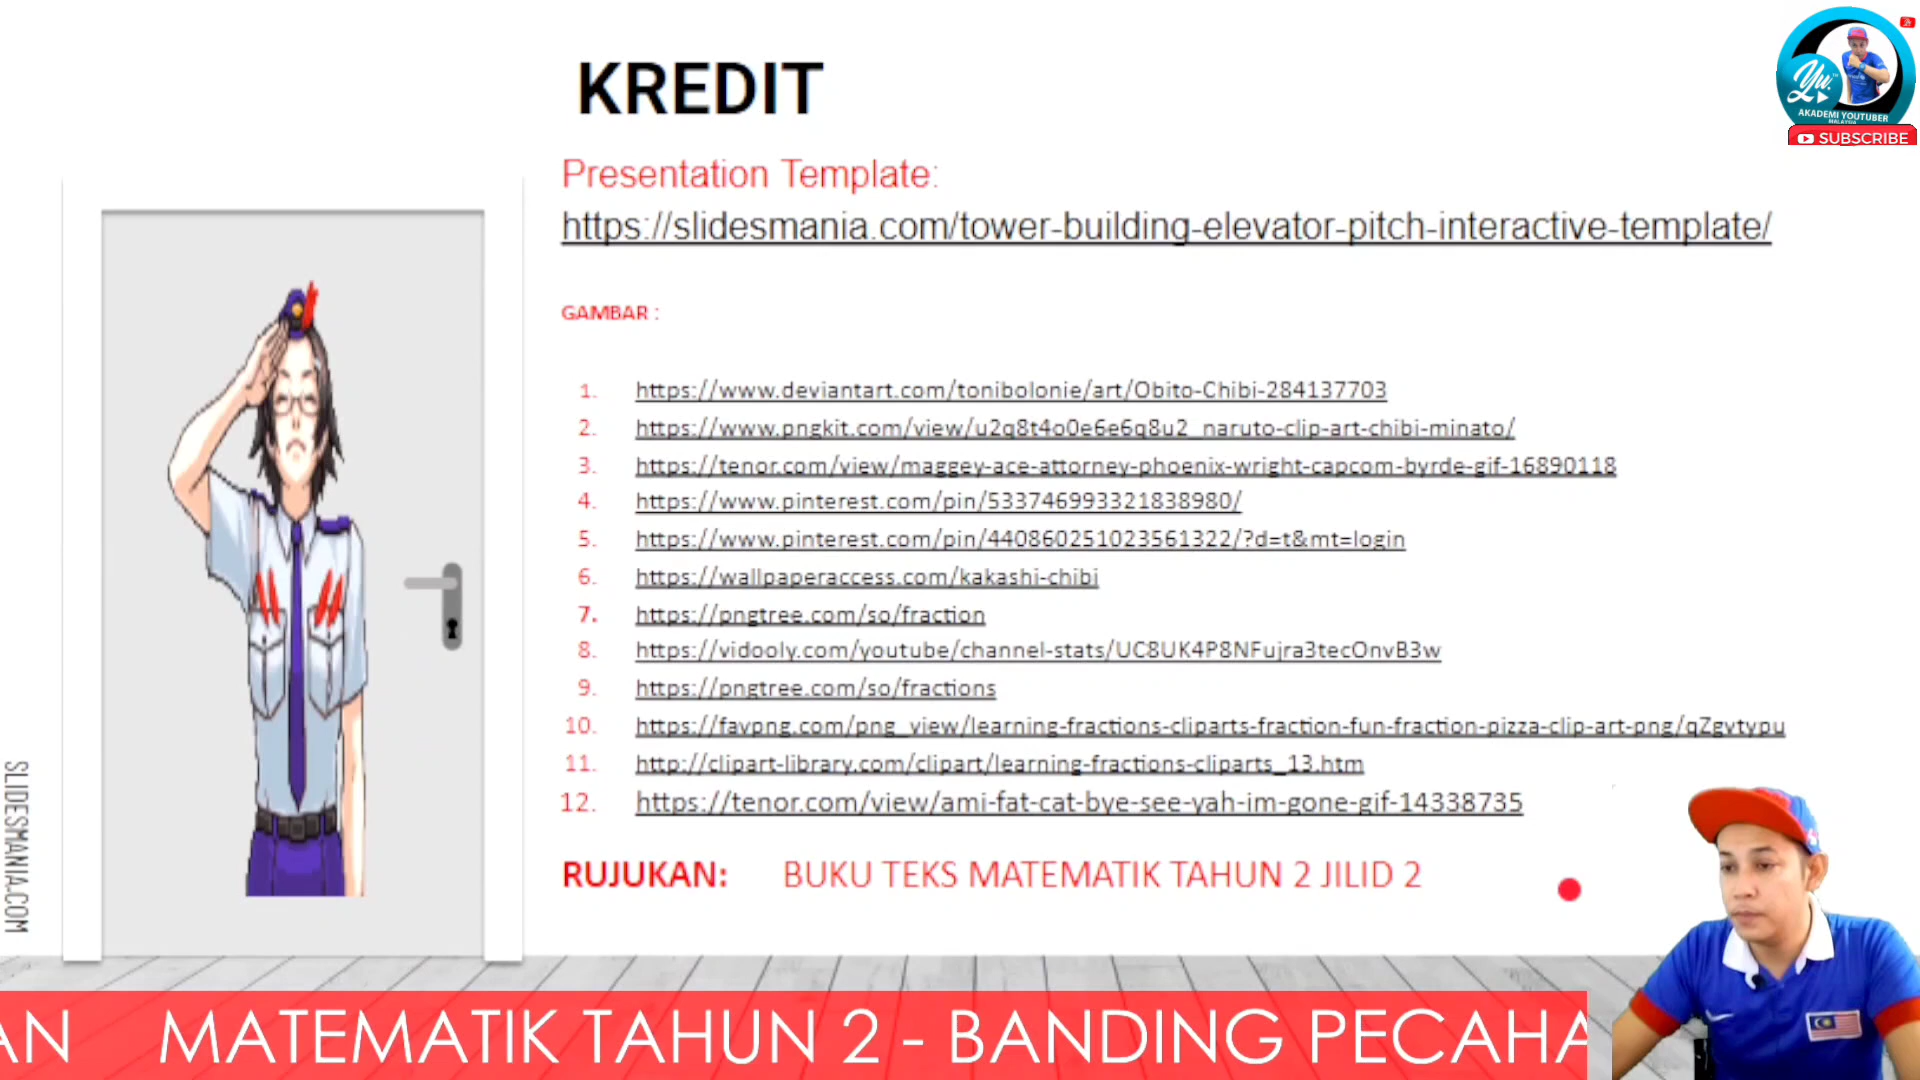 KREDIT
Presentation Template:
https://slidesmania.com/tower-building-elevator-pitch-interactive-template/
GAMBAR :
1. https://www.deviantart.com/tonibolonie/art/Obito-Chibi-284137703
2. https://www.pngkit.com/view/u2q8t4o0e6e6q8u2_naruto-clip-art-chibi-minato/
3. https://tenor.com/view/maggey-ace-attorney-phoenix-wright-capcom-byrde-gif-16890118
4. https://www.pinterest.com/pin/533746993321838980/
5. https://www.pinterest.com/pin/440860251023561322/?d=t&mt=login
6. https://wallpaperaccess.com/kakashi-chibi
7. https://pngtree.com/so/fraction
8. https://vidooly.com/youtube/channel-stats/UC8UK4P8NFujra3tecOnvB3w
9. https://pngtree.com/so/fractions
10. https://favpng.com/png_view/learning-fractions-cliparts-fraction-fun-fraction-pizza-clip-art-png/qZgvtypu
11. http://clipart-library.com/clipart/learning-fractions-cliparts_13.htm
12. https://tenor.com/view/ami-fat-cat-bye-see-yah-im-gone-gif-14338735
RUJUKAN: BUKU TEKS MATEMATIK TAHUN 2 JILID 2
SLIDESMANIA.COM
AN MATEMATIK TAHUN 2 - BANDING PECAHA
AKADEMI YOUTUBER
MALAYSIA
SUBSCRIBE